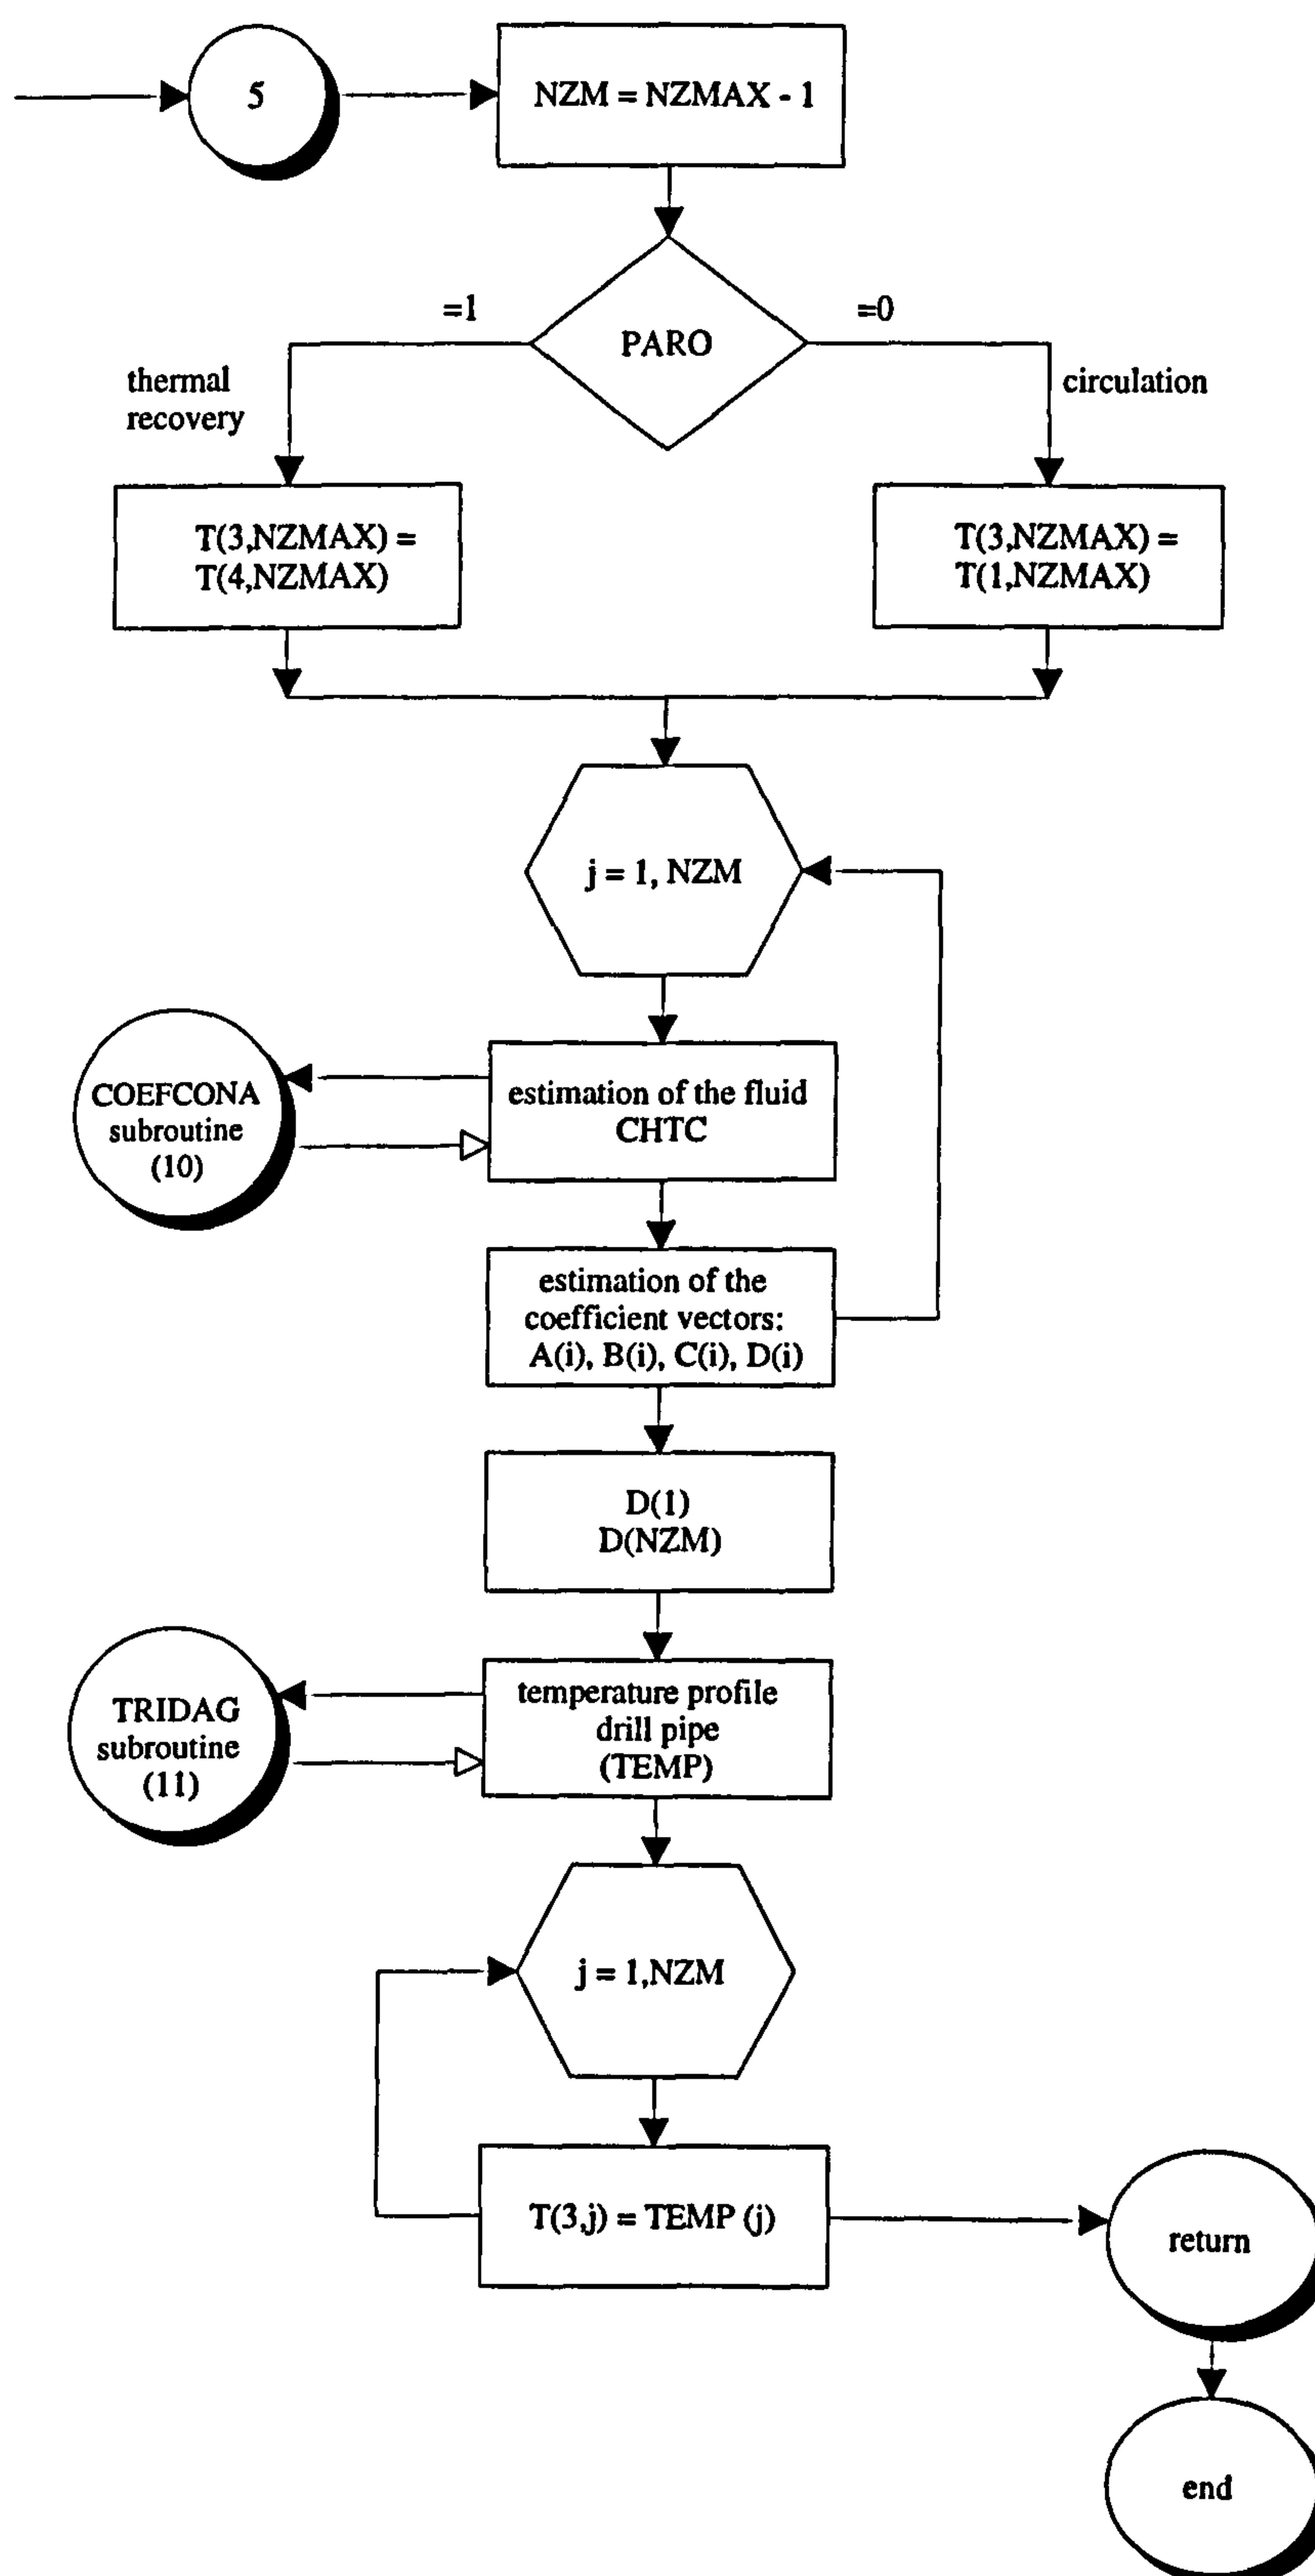 5
NZM = NZMAX - 1
=1
PARO
=0
thermal
recovery
circulation
T(3,NZMAX) =
T(4,NZMAX)
T(3,NZMAX) =
T(1,NZMAX)
j = 1, NZM
COEFCONA
subroutine
(10)
estimation of the fluid
CHTC
estimation of the
coefficient vectors:
A(i), B(i), C(i), D(i)
D(1)
D(NZM)
TRIDAG
subroutine
(11)
temperature profile
drill pipe
(TEMP)
j = 1,NZM
T(3,j) = TEMP (j)
return
end